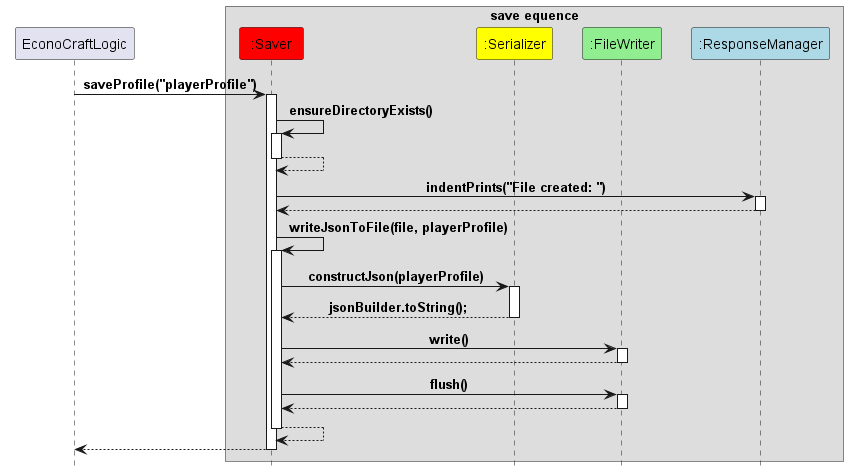 save equence
EconoCraftLogic
:Saver
:Serializer
:FileWriter
:ResponseManager
saveProfile("playerProfile")
ensureDirectoryExists()
indentPrints("File created: ")
writeJsonToFile(file, playerProfile)
constructJson(playerProfile)
jsonBuilder.toString();
write()
flush()